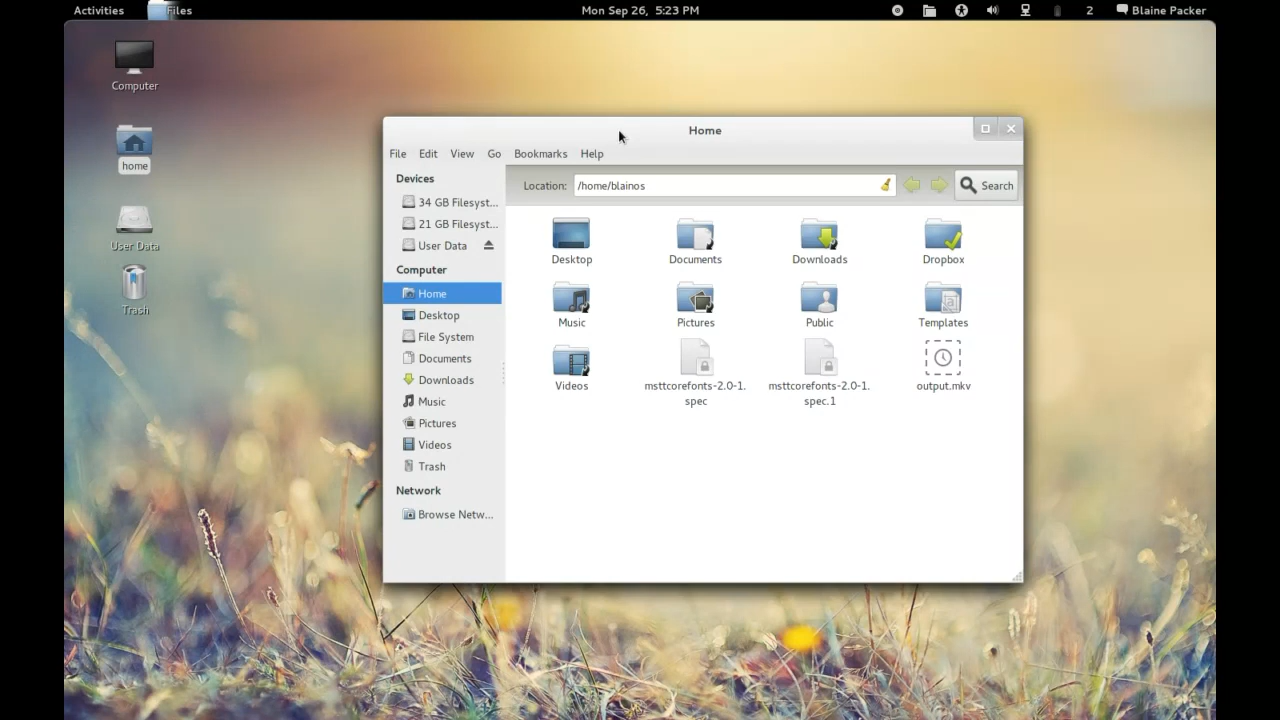 Activities
Files
Mon Sep 26, 5:23 PM
2
Blaine Packer
Computer
home
User Data
Trash
Home
File Edit View Go Bookmarks Help
Devices
34 GB Filesyst...
21 GB Filesyst...
User Data
Computer
Home
Desktop
File System
Documents
Downloads
Music
Pictures
Videos
Trash
Network
Browse Netw...
Location: /home/blainos
Search
Desktop
Documents
Downloads
Dropbox
Music
Pictures
Public
Templates
Videos
msttcorefonts-2.0-1.
spec
msttcorefonts-2.0-1.
spec.1
output.mkv